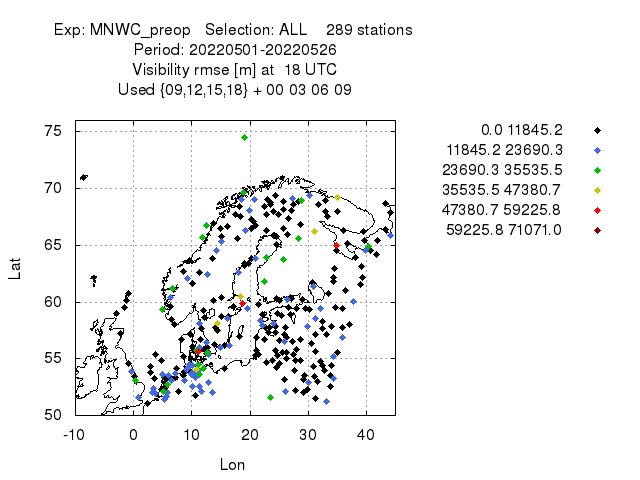 Exp: MNWC_preop   Selection: ALL    289 stations
Period: 20220501-20220526
Visibility rmse [m] at  18 UTC
Used {09,12,15,18} + 00 03 06 09
0.0 11845.2
11845.2 23690.3
23690.3 35535.5
35535.5 47380.7
47380.7 59225.8
59225.8 71071.0
75
70
65
60
55
50
Lat
-10 0 10 20 30 40
Lon